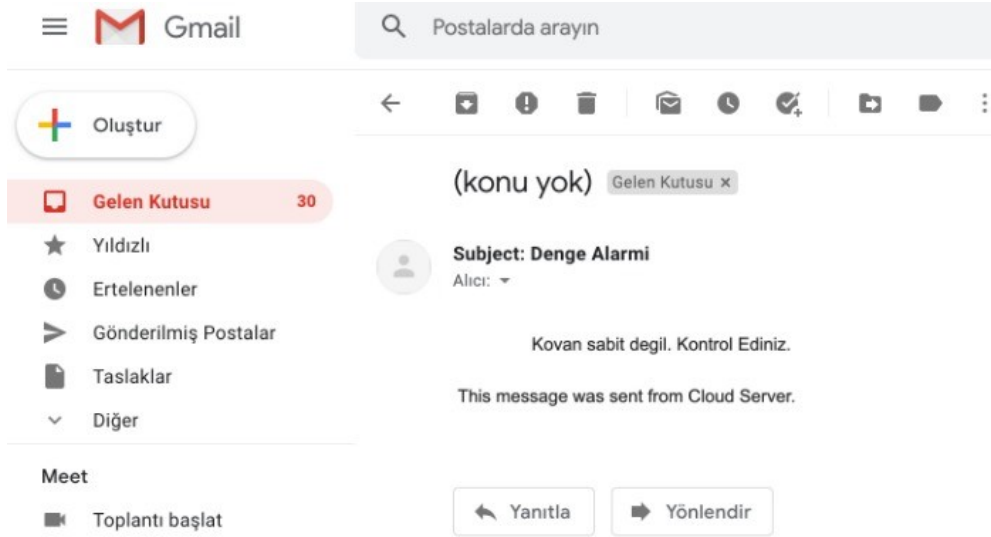 Gmail
Postalarda arayın
Oluştur
Gelen Kutusu 30
Yıldızlı
Ertelenenler
Gönderilmiş Postalar
Taslaklar
Diğer
Meet
Toplantı başlat
(konu yok) Gelen Kutusu x
Subject: Denge Alarmi
Alıcı:
Kovan sabit degil. Kontrol Ediniz.
This message was sent from Cloud Server.
Yanıtla
Yönlendir